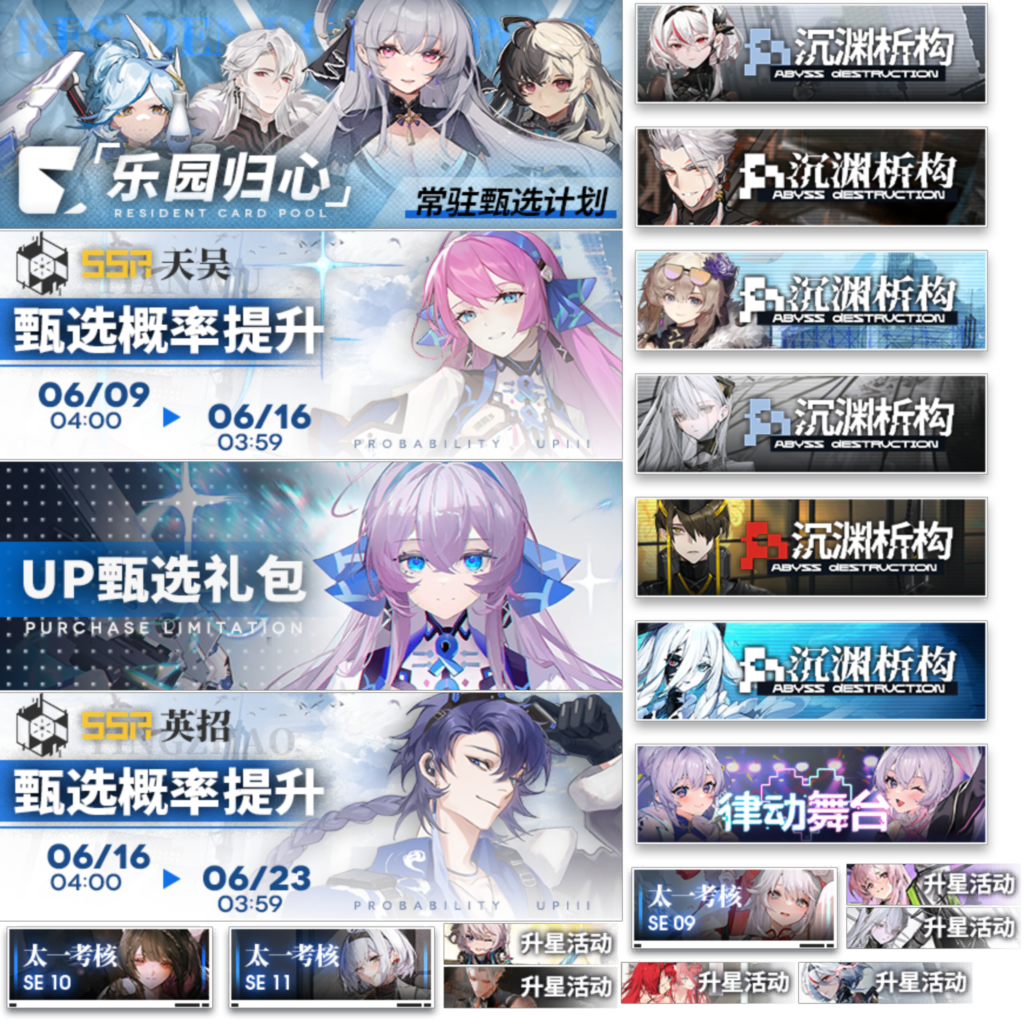 RESIDENT CARD POOL
「乐园归心」
RESIDENT CARD POOL
常驻甄选计划
SSR 天吴
甄选概率提升
06/09
04:00
06/16
03:59
PROBABILITY UP!!!
UP甄选礼包
PURCHASE LIMITATION
SSR 英招
YINGZHAO
甄选概率提升
06/16
04:00
06/23
03:59
PROBABILITY UP!!!
太一考核
SE 10
太一考核
SE 11
升星活动
升星活动
沉渊析构
ABYSS dESTRUCTION
沉渊析构
ABYSS dESTRUCTION
沉渊析构
ABYSS dESTRUCTION
沉渊析构
ABYSS dESTRUCTION
沉渊析构
ABYSS dESTRUCTION
沉渊析构
ABYSS dESTRUCTION
律动舞台
太一考核
SE 09
升星活动
升星活动
升星活动
升星活动